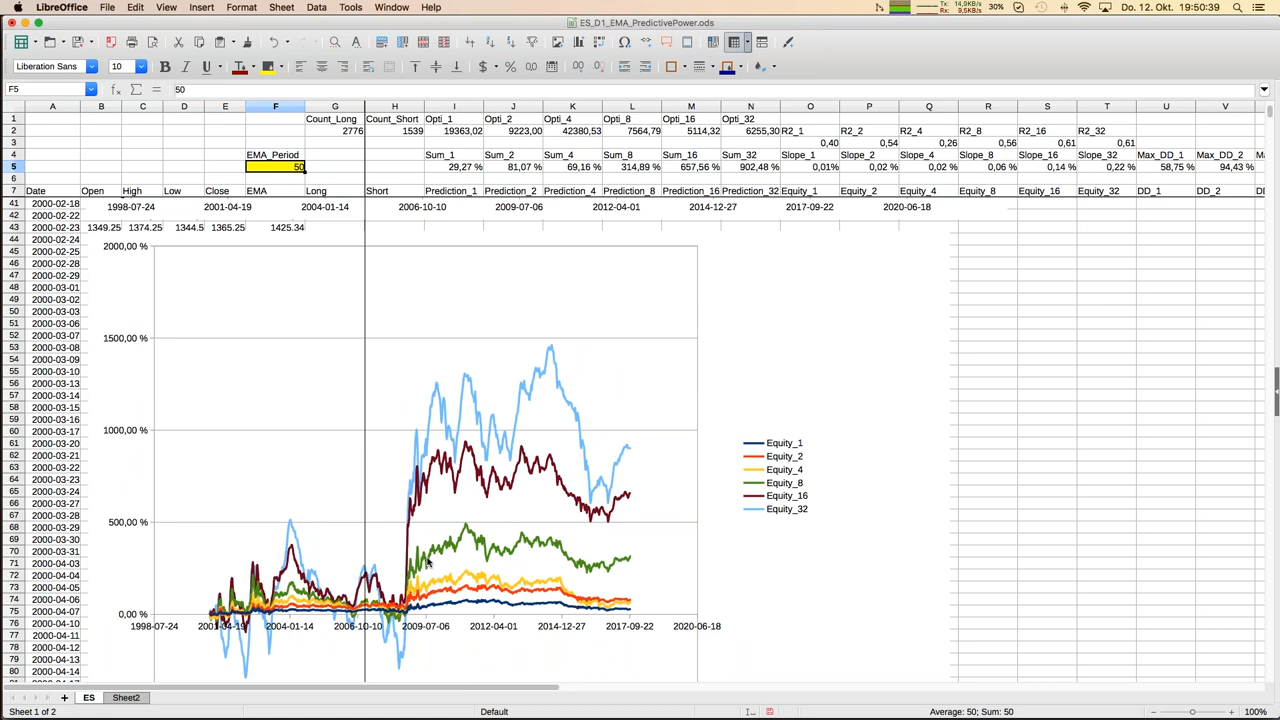 LibreOffice File Edit View Insert Format Sheet Data Tools Window Help Tx: 14,9KB/s Rx: 9,5KB/s 30% Do. 12. Okt. 19:50:39
ES_D1_EMA_PredictivePower.ods
Liberation Sans 10
F5 50
A B C D E F G H I J K L M N O P Q R S T U V
1 Count_Long Count_Short Opti_1 Opti_2 Opti_4 Opti_8 Opti_16 Opti_32
2 2776 1539 19363,02 9223,00 42380,53 7564,79 5114,32 6255,30 R2_1 R2_2 R2_4 R2_8 R2_16 R2_32
3 0,40 0,54 0,26 0,56 0,61 0,61
4 EMA_Period Sum_1 Sum_2 Sum_4 Sum_8 Sum_16 Sum_32 Slope_1 Slope_2 Slope_4 Slope_8 Slope_16 Slope_32 Max_DD_1 Max_DD_2
5 50 29,27 % 81,07 % 69,16 % 314,89 % 657,56 % 902,48 % 0,01% 0,02 % 0,02 % 0,06 % 0,14 % 0,22 % 58,75 % 94,43 %
6
7 Date Open High Low Close EMA Long Short Prediction_1 Prediction_2 Prediction_4 Prediction_8 Prediction_16 Prediction_32 Equity_1 Equity_2 Equity_4 Equity_8 Equity_16 Equity_32 DD_1 DD_2
41 2000-02-18
1998-07-24 2001-04-19 2004-01-14 2006-10-10 2009-07-06 2012-04-01 2014-12-27 2017-09-22 2020-06-18
42 2000-02-22
43 2000-02-23 1349.25 1374.25 1344.5 1365.25 1425.34
44 2000-02-24
2000,00 %
45 2000-02-25
46 2000-02-28
47 2000-02-29
48 2000-03-01
49 2000-03-02
50 2000-03-03
51 2000-03-06
52 2000-03-07
1500,00 %
53 2000-03-08
54 2000-03-09
55 2000-03-10
56 2000-03-13
57 2000-03-14
58 2000-03-15
59 2000-03-16
60 2000-03-17
1000,00 %
61 2000-03-20 Equity_1
62 2000-03-21 Equity_2
63 2000-03-22 Equity_4
64 2000-03-23 Equity_8
65 2000-03-24 Equity_16
66 2000-03-27 Equity_32
67 2000-03-28
500,00 %
68 2000-03-29
69 2000-03-30
70 2000-03-31
71 2000-04-03
72 2000-04-04
73 2000-04-05
74 2000-04-06
75 2000-04-07
0,00 %
76 2000-04-10
1998-07-24 2001-04-19 2004-01-14 2006-10-10 2009-07-06 2012-04-01 2014-12-27 2017-09-22 2020-06-18
77 2000-04-11
78 2000-04-12
79 2000-04-13
80 2000-04-14
ES Sheet2
Sheet 1 of 2 Default Average: 50; Sum: 50 100%